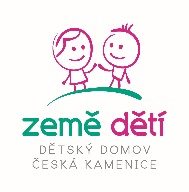 země dětí
DĚTSKÝ DOMOV
ČESKÁ KAMENICE